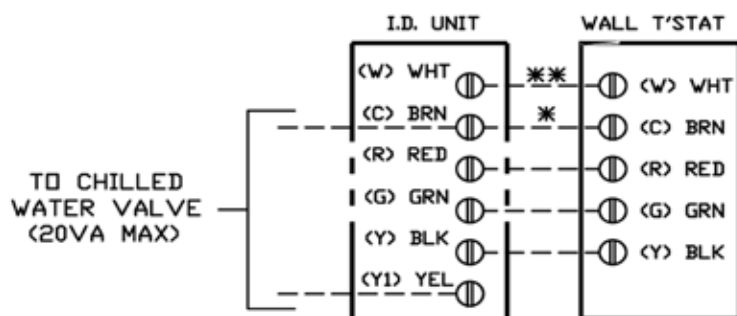 I.D. UNIT
WALL T'STAT
(W) WHT
**
(W) WHT
(C) BRN
*
(C) BRN
(R) RED
(R) RED
TO CHILLED
WATER VALVE
(20VA MAX)
(G) GRN
(G) GRN
(Y) BLK
(Y) BLK
(Y1) YEL